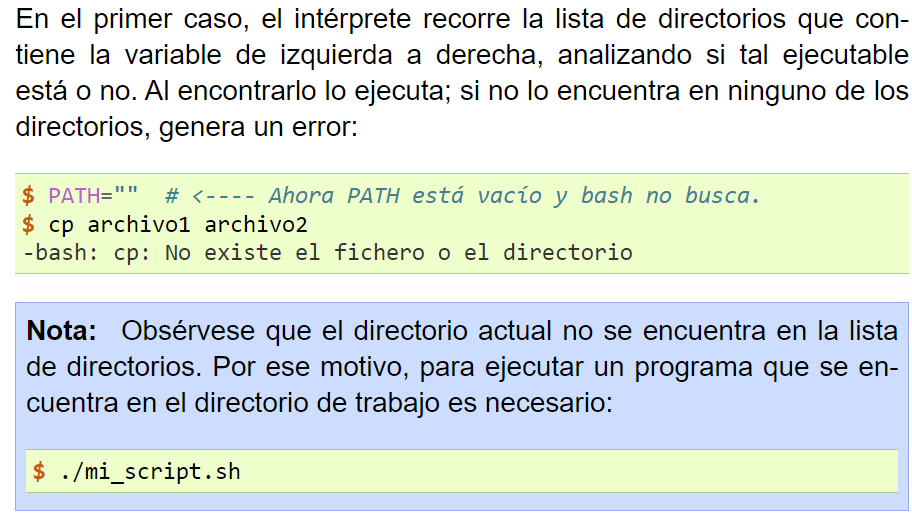 En el primer caso, el intérprete recorre la lista de directorios que con-
tiene la variable de izquierda a derecha, analizando si tal ejecutable
está o no. Al encontrarlo lo ejecuta; si no lo encuentra en ninguno de los
directorios, genera un error:
$ PATH=""  # <---- Ahora PATH está vacío y bash no busca.
$ cp archivo1 archivo2
-bash: cp: No existe el fichero o el directorio
Nota: Obsérvese que el directorio actual no se encuentra en la lista
de directorios. Por ese motivo, para ejecutar un programa que se en-
cuentra en el directorio de trabajo es necesario:
$ ./mi_script.sh